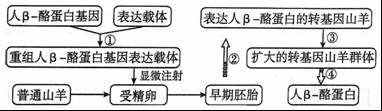 人β-酪蛋白基因 表达载体 表达人β-酪蛋白的转基因山羊
① ③
重组人β-酪蛋白基因表达载体 ② 扩大的转基因山羊群体
显微注射 ④
普通山羊 受精卵 早期胚胎 人β-酪蛋白